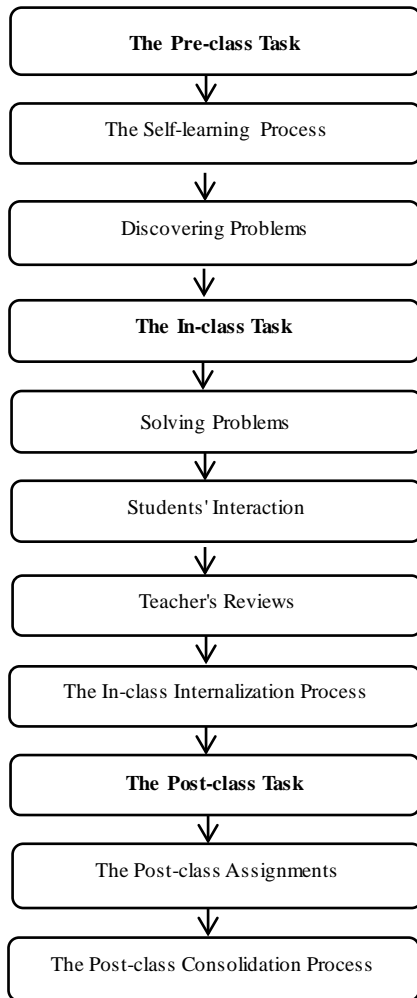 The Pre-class Task
The Self-learning Process
Discovering Problems
The In-class Task
Solving Problems
Students' Interaction
Teacher's Reviews
The In-class Internalization Process
The Post-class Task
The Post-class Assignments
The Post-class Consolidation Process